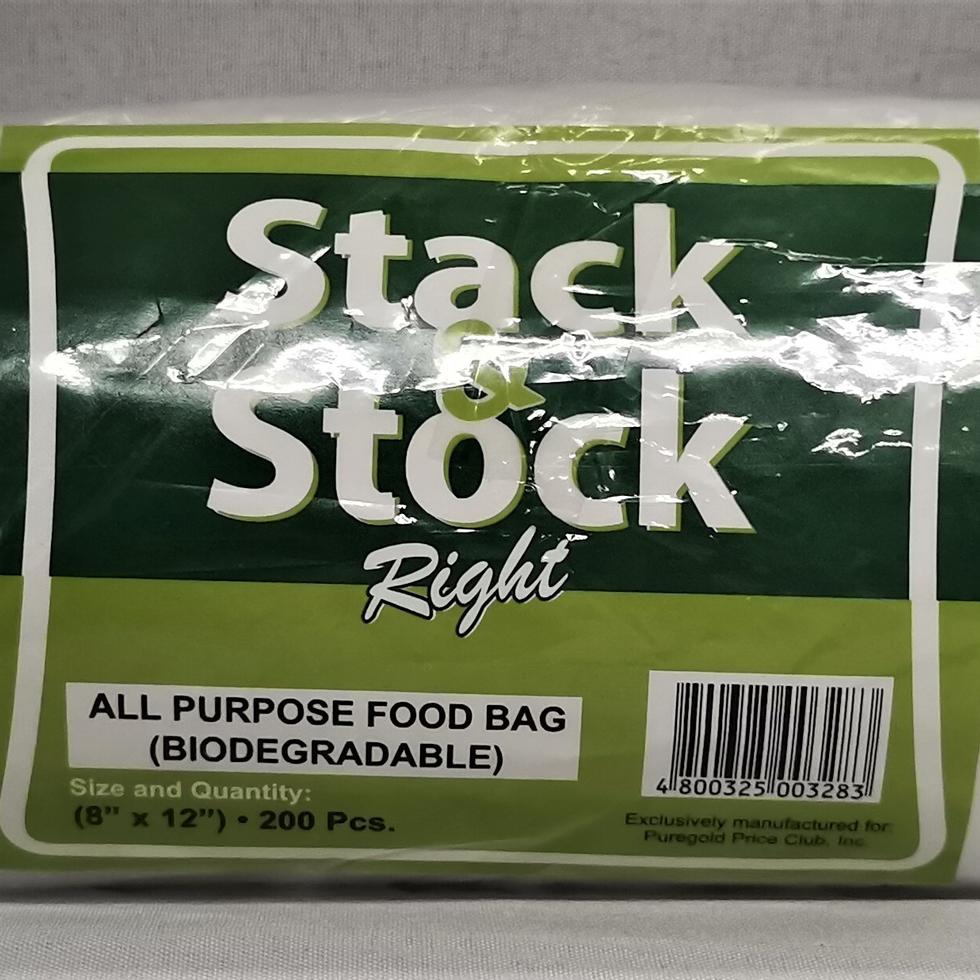 Stack
&
Stock
Right
ALL PURPOSE FOOD BAG
(BIODEGRADABLE)
Size and Quantity:
(8” x 12”) • 200 Pcs.
4 800325 003283
Exclusively manufactured for:
Puregold Price Club, Inc.